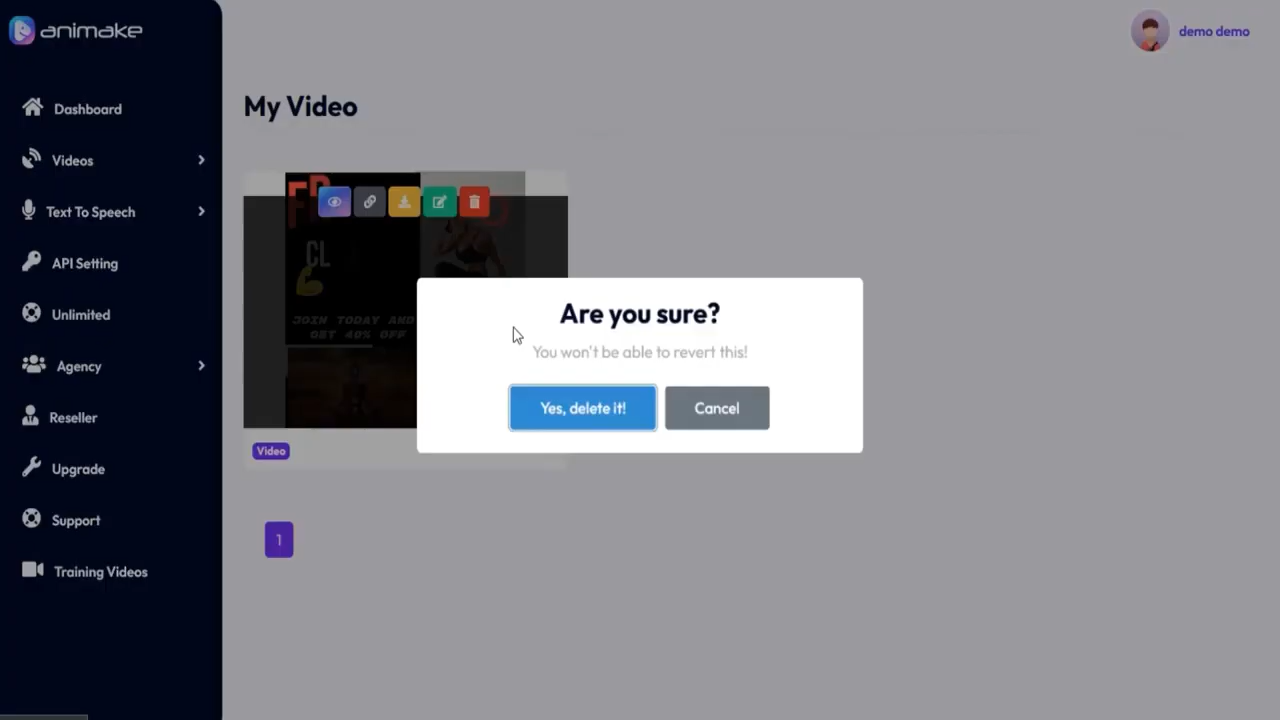 animake
demo demo
Dashboard
Videos
Text To Speech
API Setting
Unlimited
Agency
Reseller
Upgrade
Support
Training Videos
My Video
CL
JOIN TODAY AND
GET 40% OFF
Are you sure?
You won't be able to revert this!
Yes, delete it!
Cancel
Video
1